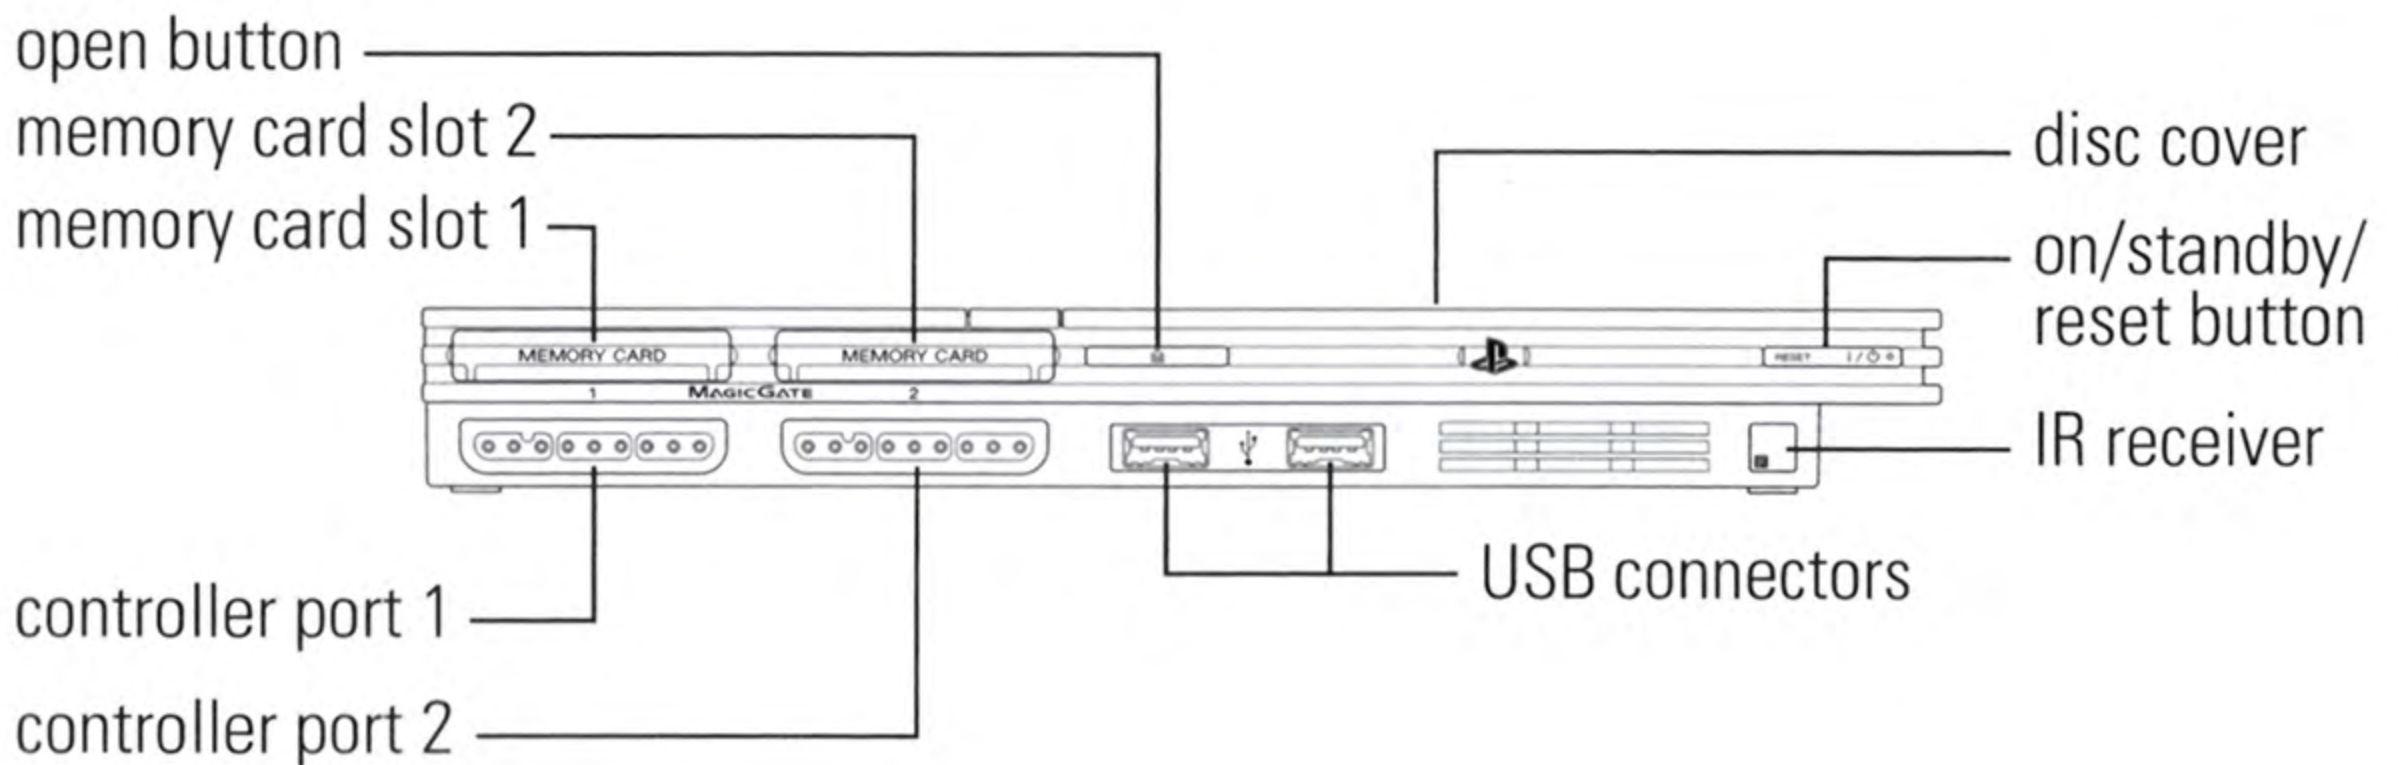 open button
memory card slot 2
memory card slot 1
disc cover
on/standby/
reset button
IR receiver
MEMORY CARD
MEMORY CARD
RESET
1
MAGICGATE
2
USB connectors
controller port 1
controller port 2